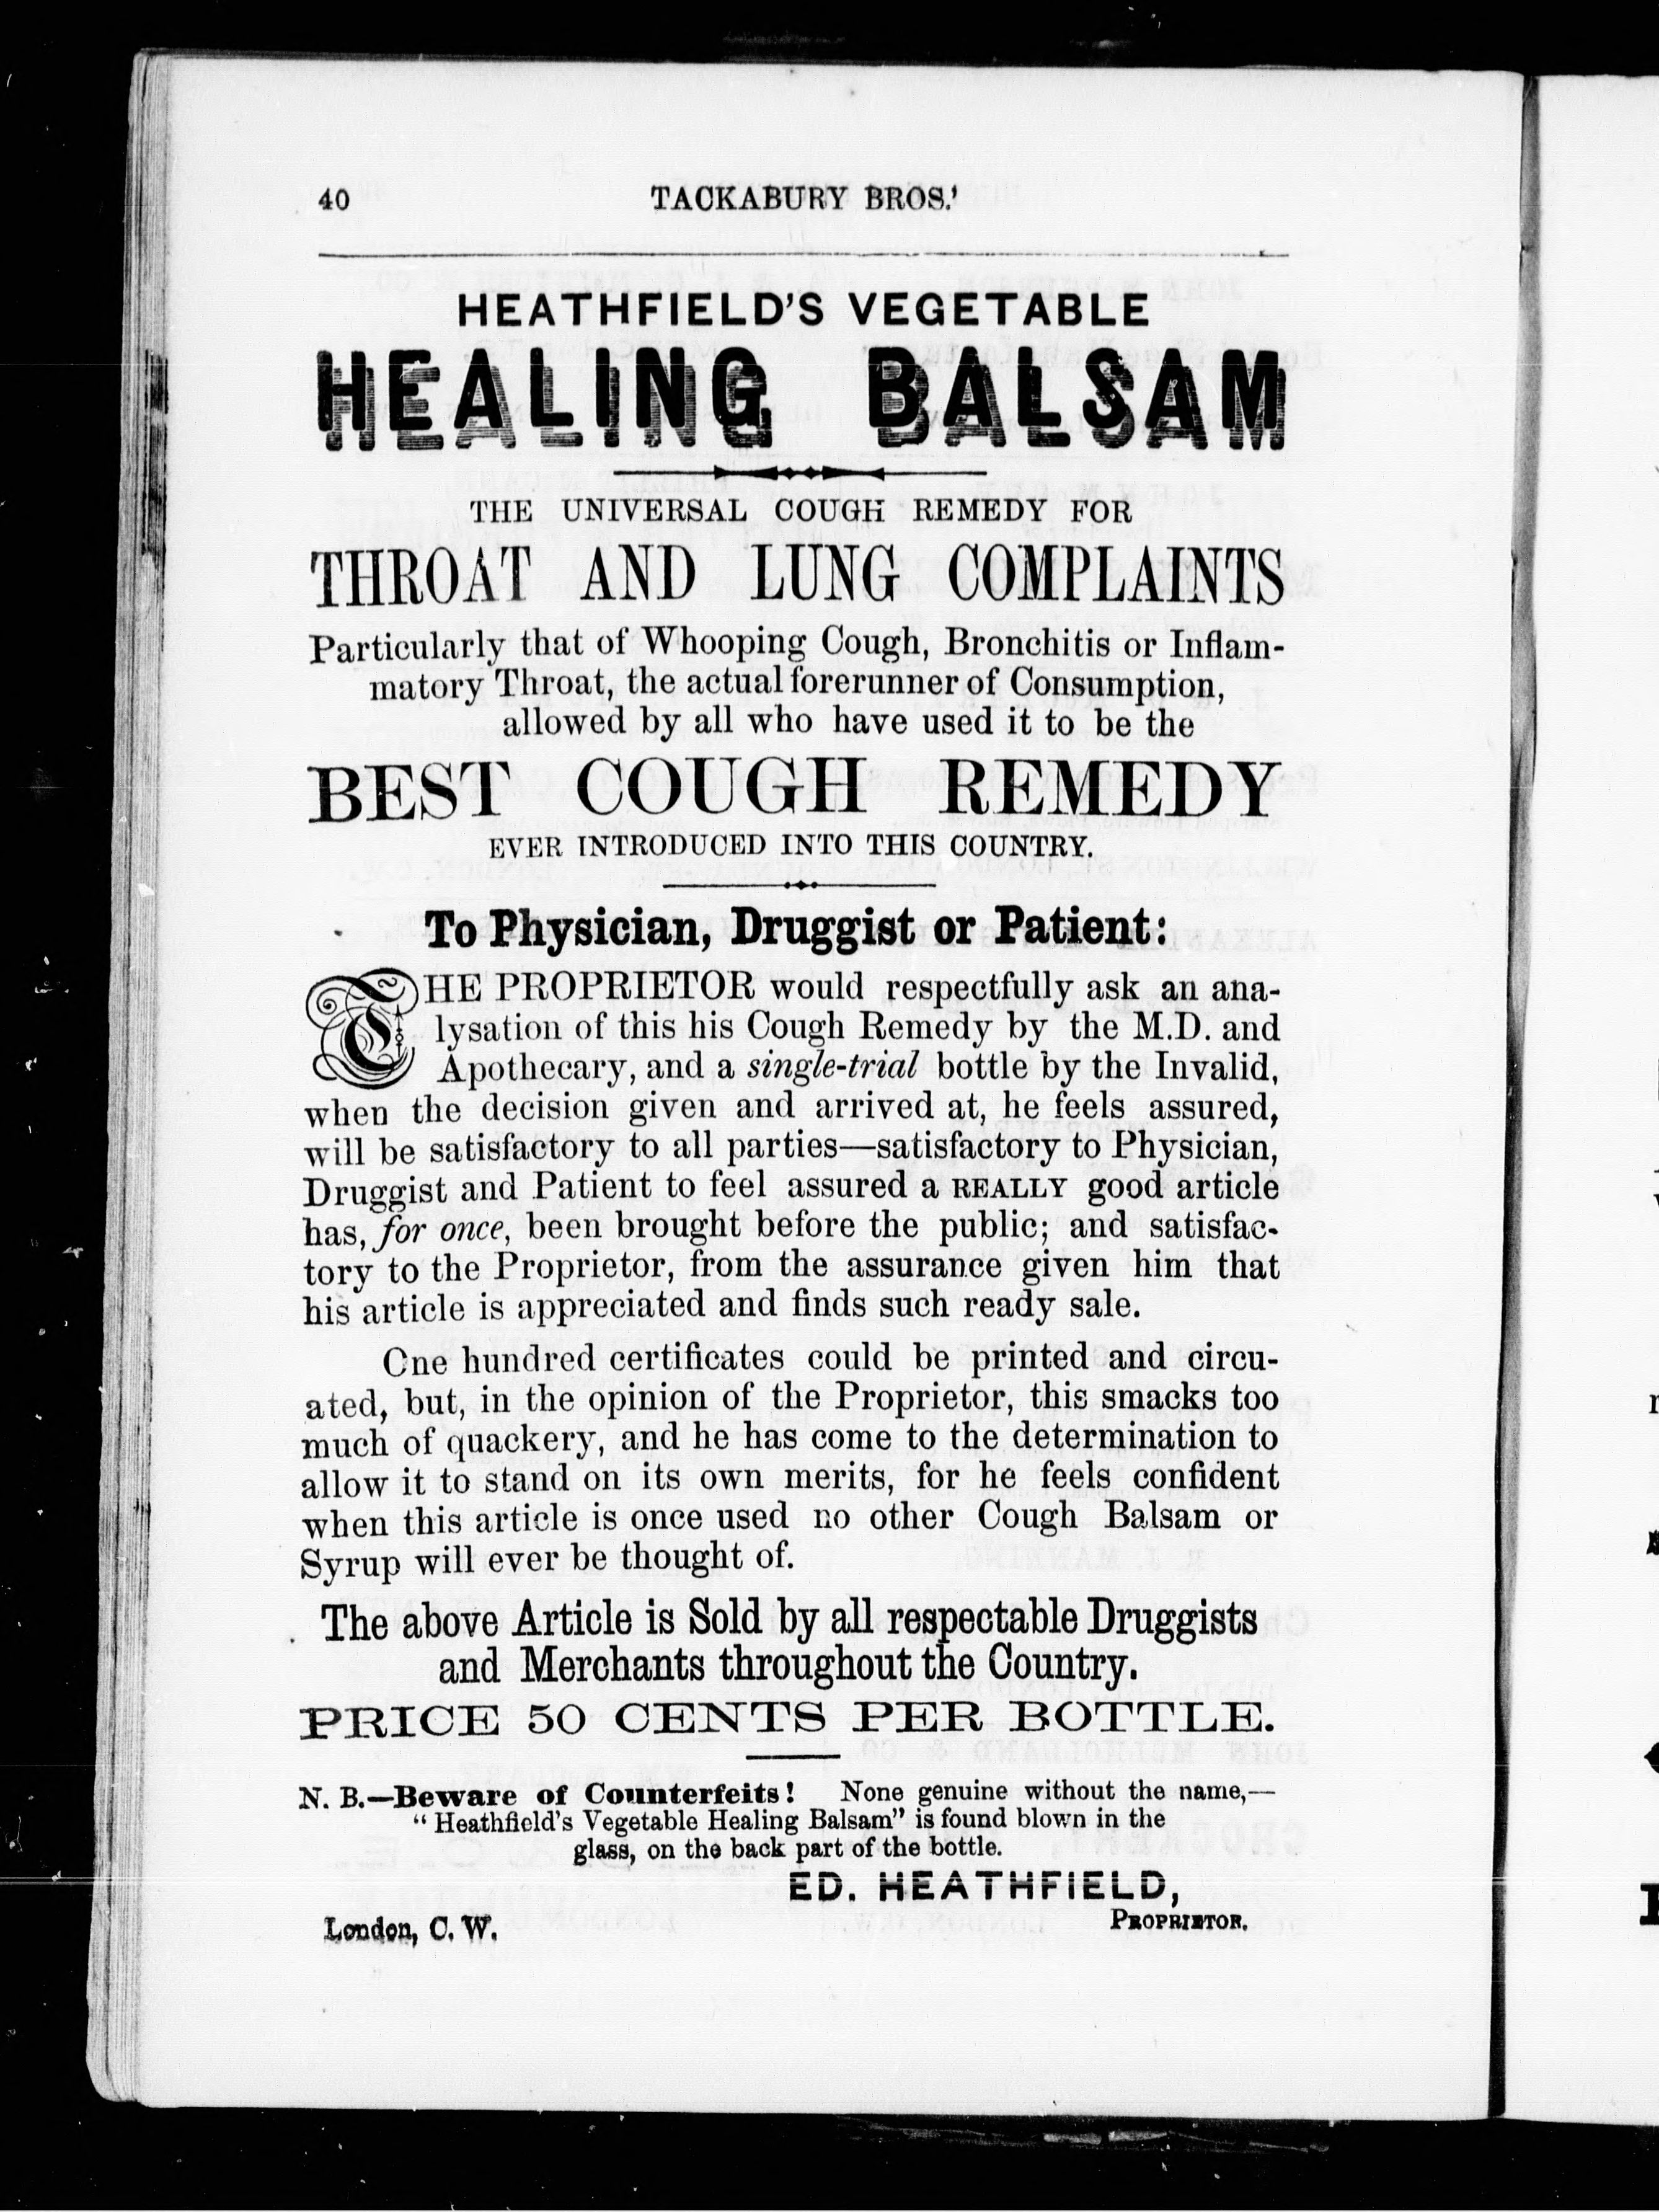 40 TACKABURY BROS.'
HEATHFIELD'S VEGETABLE
HEALING BALSAM
THE UNIVERSAL COUGH REMEDY FOR
THROAT AND LUNG COMPLAINTS
Particularly that of Whooping Cough, Bronchitis or Inflam-
matory Throat, the actual forerunner of Consumption,
allowed by all who have used it to be the
BEST COUGH REMEDY
EVER INTRODUCED INTO THIS COUNTRY.
To Physician, Druggist or Patient:
THE PROPRIETOR would respectfully ask an ana-
lysation of this his Cough Remedy by the M.D. and
Apothecary, and a single-trial bottle by the Invalid,
when the decision given and arrived at, he feels assured,
will be satisfactory to all parties—satisfactory to Physician,
Druggist and Patient to feel assured a REALLY good article
has, for once, been brought before the public; and satisfac-
tory to the Proprietor, from the assurance given him that
his article is appreciated and finds such ready sale.
One hundred certificates could be printed and circu-
ated, but, in the opinion of the Proprietor, this smacks too
much of quackery, and he has come to the determination to
allow it to stand on its own merits, for he feels confident
when this article is once used no other Cough Balsam or
Syrup will ever be thought of.
The above Article is Sold by all respectable Druggists
and Merchants throughout the Country.
PRICE 50 CENTS PER BOTTLE.
N. B.—Beware of Counterfeits! None genuine without the name,—
"Heathfield's Vegetable Healing Balsam" is found blown in the
glass, on the back part of the bottle.
ED. HEATHFIELD,
London, C. W. PROPRIETOR.